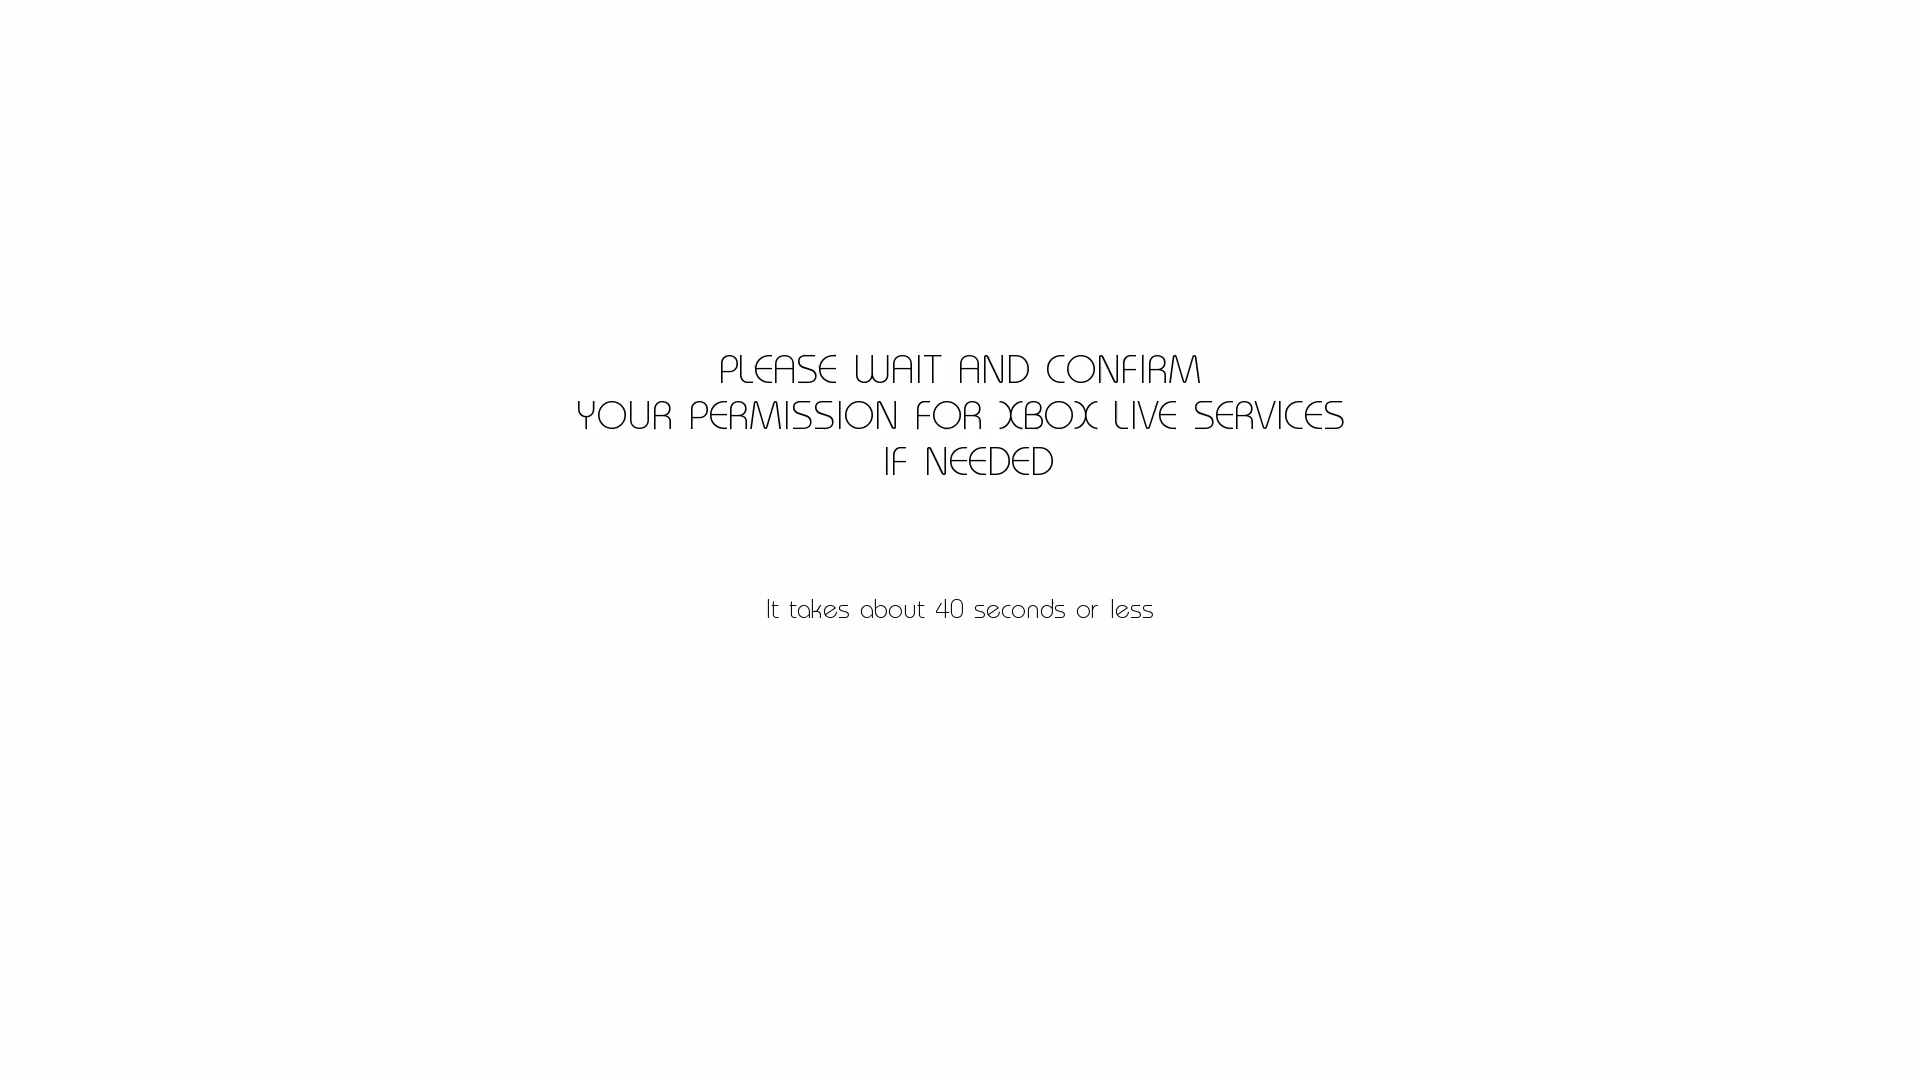 PLEASE WAIT AND CONFIRM
YOUR PERMISSION FOR XBOX LIVE SERVICES
IF NEEDED
It takes about 40 seconds or less